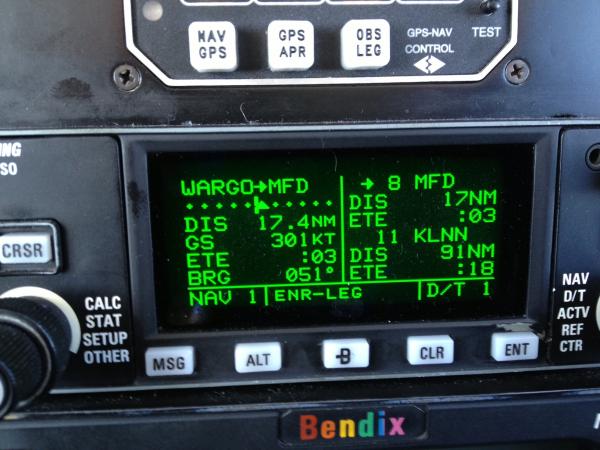 NAV
GPS
GPS
APR
OBS
LEG
GPS-NAV
CONTROL
TEST
SO
CRSR
CALC
STAT
SETUP
OTHER
WARGO➔MFD
DIS 17.4NM
GS 301KT
ETE :03
BRG 051°
NAV 1 ENR-LEG D/T 1
➔ 8 MFD
DIS 17NM
ETE :03
11 KLNN
DIS 91NM
ETE :18
NAV
D/T
ACTV
REF
CTR
MSG
ALT
D
CLR
ENT
Bendix